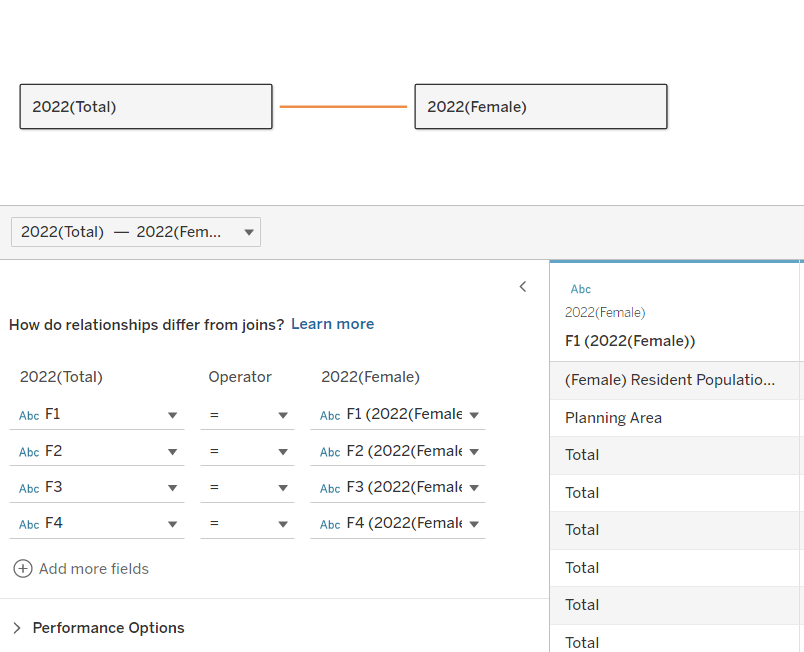 2022(Total)
2022(Female)
2022(Total) — 2022(Fem...
How do relationships differ from joins? Learn more
2022(Total) Operator 2022(Female)
Abc F1 = Abc F1 (2022(Female
Abc F2 = Abc F2 (2022(Female
Abc F3 = Abc F3 (2022(Female
Abc F4 = Abc F4 (2022(Female
Add more fields
Performance Options
Abc
2022(Female)
F1 (2022(Female))
(Female) Resident Populatio...
Planning Area
Total
Total
Total
Total
Total
Total